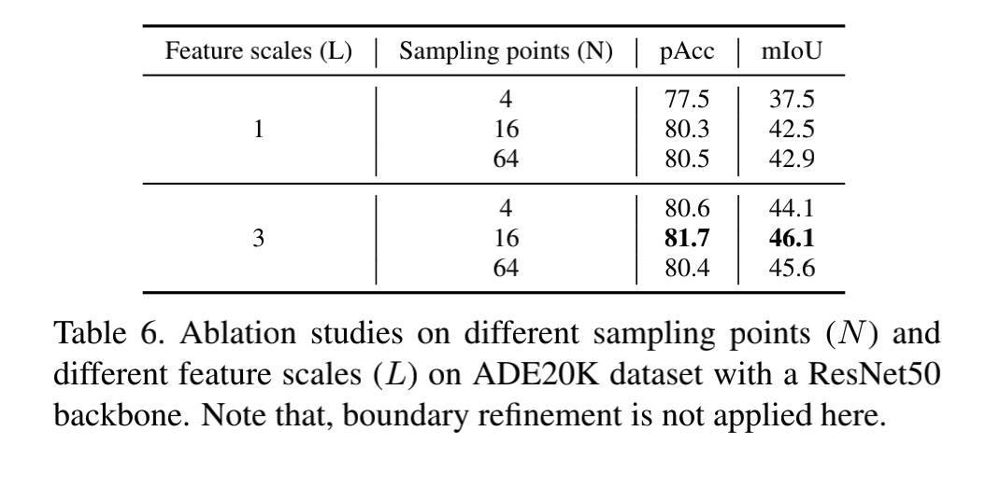 Feature scales (L) | Sampling points (N) | pAcc | mIoU
4 77.5 37.5
1 16 80.3 42.5
64 80.5 42.9
4 80.6 44.1
3 16 81.7 46.1
64 80.4 45.6
Table 6. Ablation studies on different sampling points (N) and
different feature scales (L) on ADE20K dataset with a ResNet50
backbone. Note that, boundary refinement is not applied here.